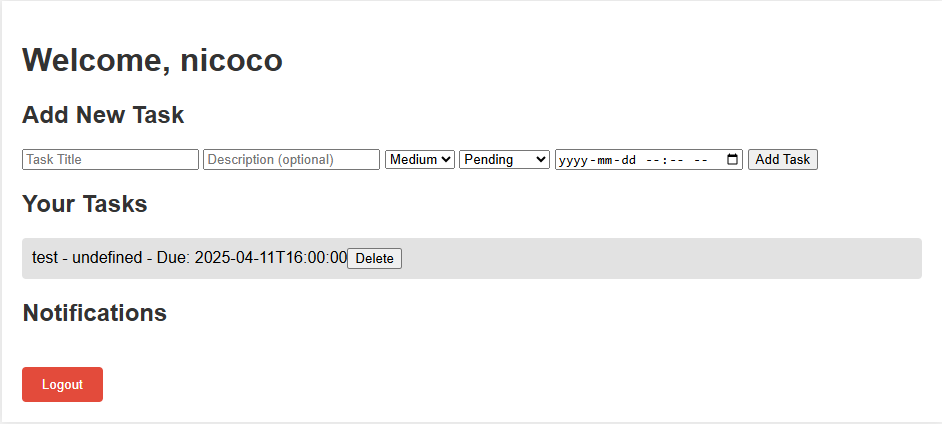 Welcome, nicoco
Add New Task
Task Title Description (optional) Medium Pending yyyy-mm-dd --:-- -- Add Task
Your Tasks
test - undefined - Due: 2025-04-11T16:00:00 Delete
Notifications
Logout